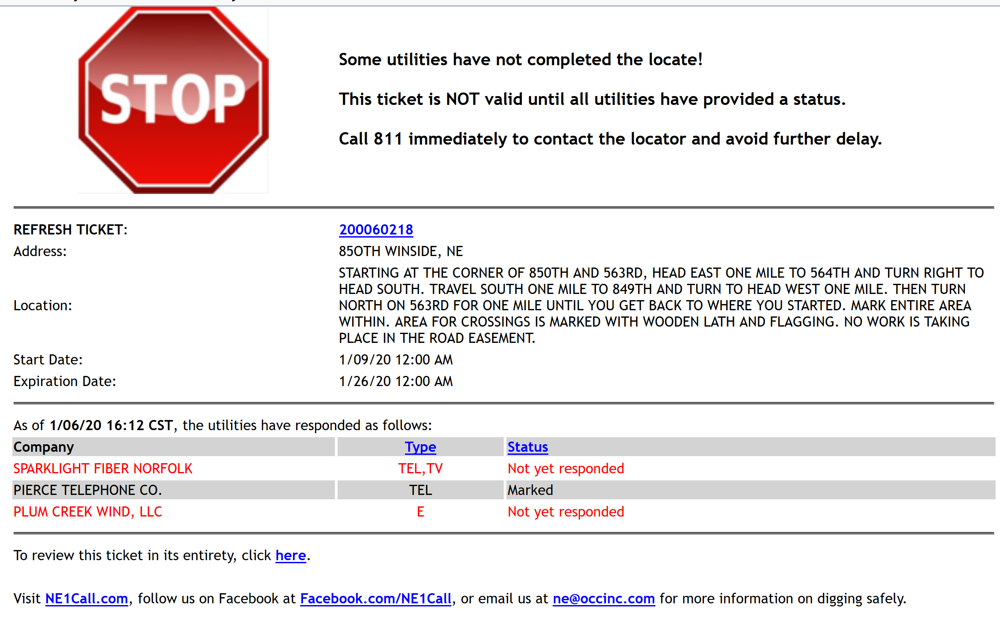 STOP
Some utilities have not completed the locate!
This ticket is NOT valid until all utilities have provided a status.
Call 811 immediately to contact the locator and avoid further delay.
REFRESH TICKET: 200060218
Address: 85OTH WINSIDE, NE
Location: STARTING AT THE CORNER OF 850TH AND 563RD, HEAD EAST ONE MILE TO 564TH AND TURN RIGHT TO
HEAD SOUTH. TRAVEL SOUTH ONE MILE TO 849TH AND TURN TO HEAD WEST ONE MILE. THEN TURN
NORTH ON 563RD FOR ONE MILE UNTIL YOU GET BACK TO WHERE YOU STARTED. MARK ENTIRE AREA
WITHIN. AREA FOR CROSSINGS IS MARKED WITH WOODEN LATH AND FLAGGING. NO WORK IS TAKING
PLACE IN THE ROAD EASEMENT.
Start Date: 1/09/20 12:00 AM
Expiration Date: 1/26/20 12:00 AM
As of 1/06/20 16:12 CST, the utilities have responded as follows:
Company Type Status
SPARKLIGHT FIBER NORFOLK TEL,TV Not yet responded
PIERCE TELEPHONE CO. TEL Marked
PLUM CREEK WIND, LLC E Not yet responded
To review this ticket in its entirety, click here.
Visit NE1Call.com, follow us on Facebook at Facebook.com/NE1Call, or email us at ne@occinc.com for more information on digging safely.